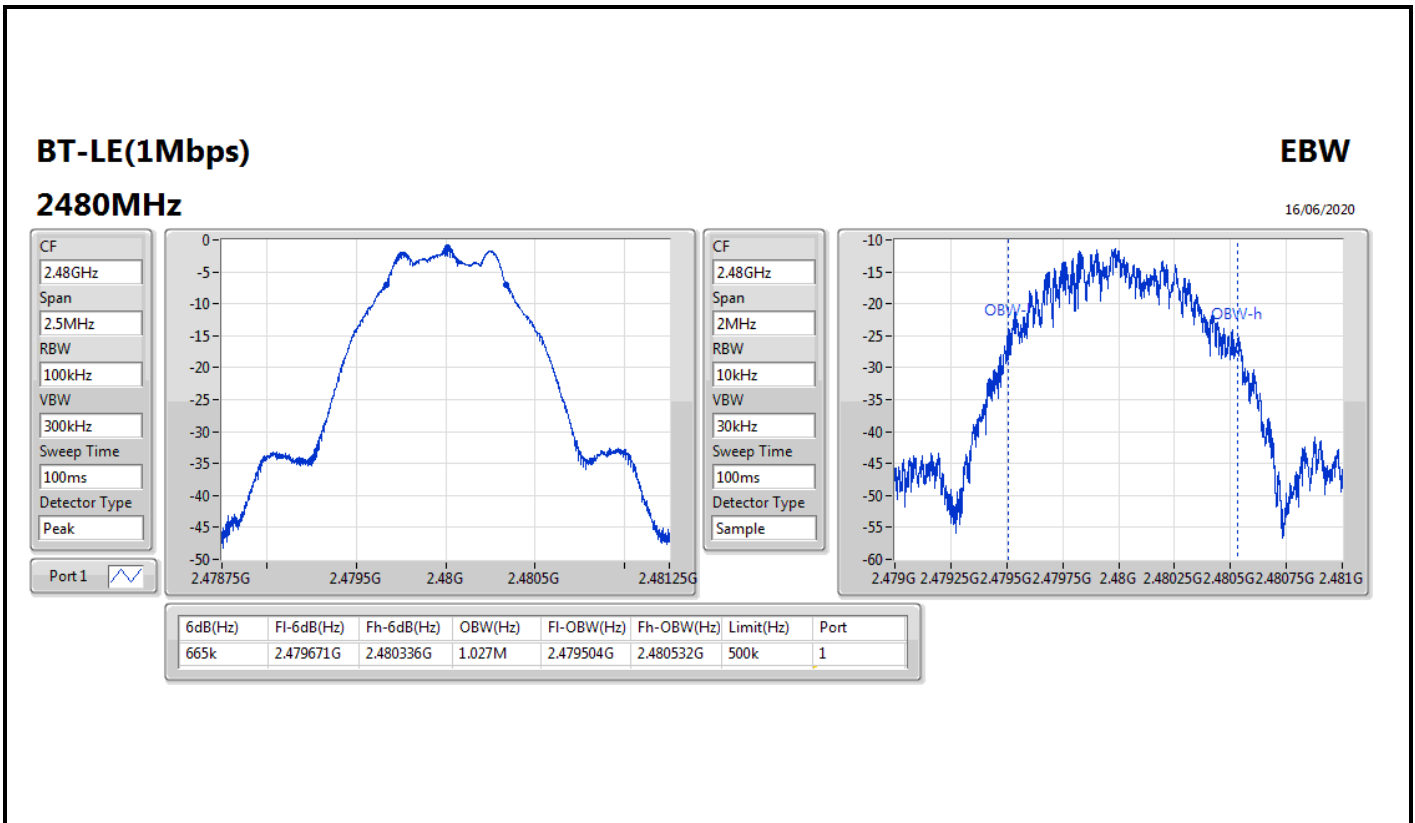 BT-LE(1Mbps)
EBW
2480MHz
16/06/2020
CF
2.48GHz
Span
2.5MHz
RBW
100kHz
VBW
300kHz
Sweep Time
100ms
Detector Type
Peak
Port 1
0
-5
-10
-15
-20
-25
-30
-35
-40
-45
-50
2.47875G 2.4795G 2.48G 2.4805G 2.48125G
CF
2.48GHz
Span
2MHz
RBW
10kHz
VBW
30kHz
Sweep Time
100ms
Detector Type
Sample
-10
-15
-20
-25
-30
-35
-40
-45
-50
-55
-60
OBW-
OBW-h
2.479G 2.47925G 2.4795G 2.47975G 2.48G 2.48025G 2.4805G 2.48075G 2.481G
6dB(Hz) Fl-6dB(Hz) Fh-6dB(Hz) OBW(Hz) Fl-OBW(Hz) Fh-OBW(Hz) Limit(Hz) Port
665k 2.479671G 2.480336G 1.027M 2.479504G 2.480532G 500k 1